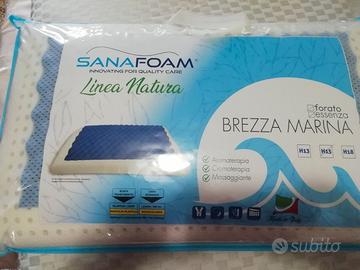 SANAFOAM®
INNOVATING FOR QUALITY CARE
Linea Natura
forato
essenza
BREZZA MARINA
H13 H15 H18
Aromaterapia
Cromoterapia
Massaggiante
subito